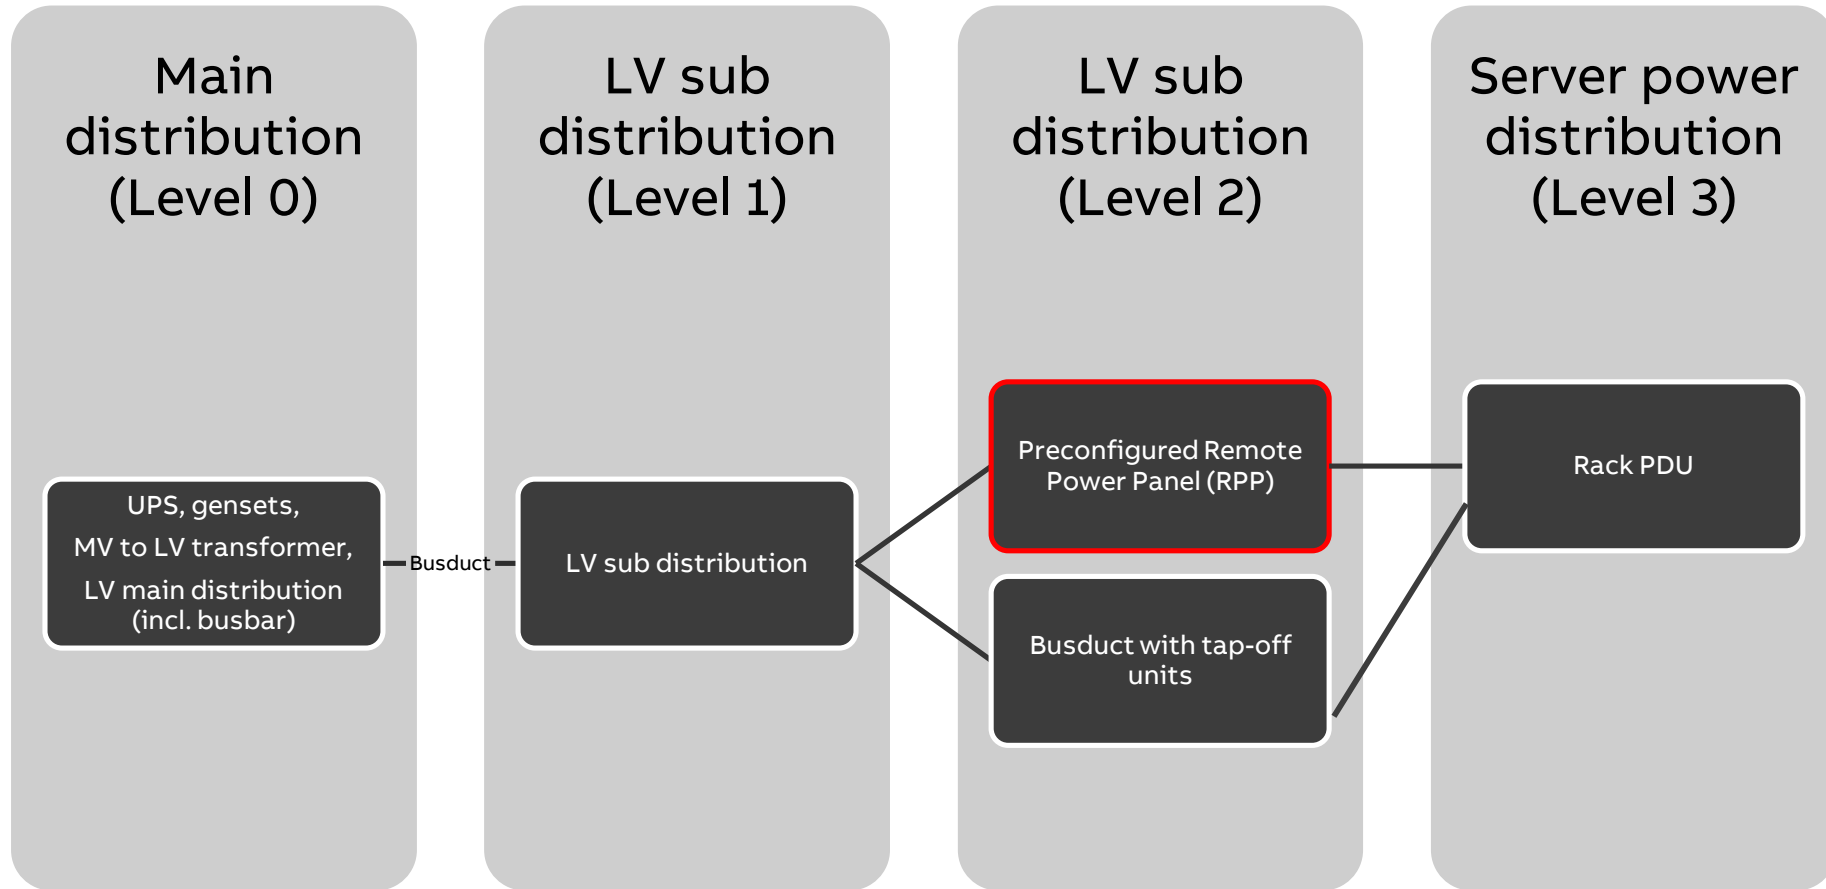 Main
distribution
(Level 0)
LV sub
distribution
(Level 1)
LV sub
distribution
(Level 2)
Server power
distribution
(Level 3)
UPS, gensets,
MV to LV transformer,
LV main distribution
(incl. busbar)
Busduct
LV sub distribution
Preconfigured Remote
Power Panel (RPP)
Busduct with tap-off
units
Rack PDU